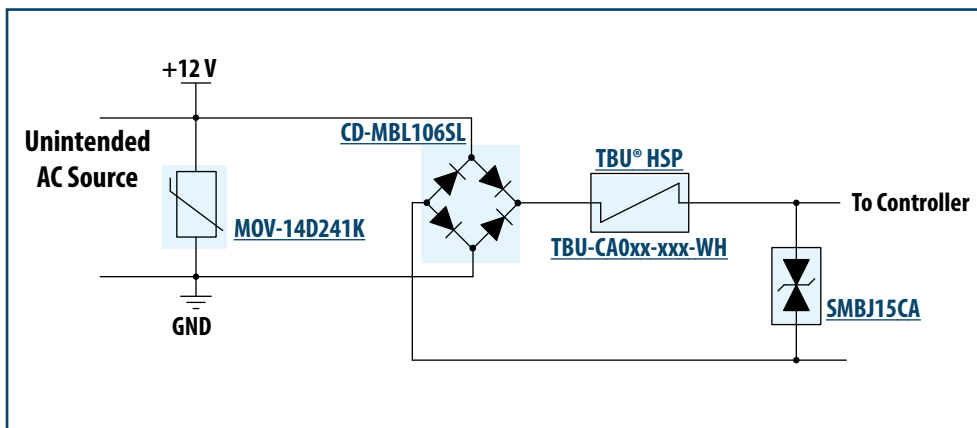 +12 V
Unintended
AC Source
CD-MBL106SL
MOV-14D241K
GND
TBU® HSP
TBU-CA0xx-xxx-WH
To Controller
SMBJ15CA